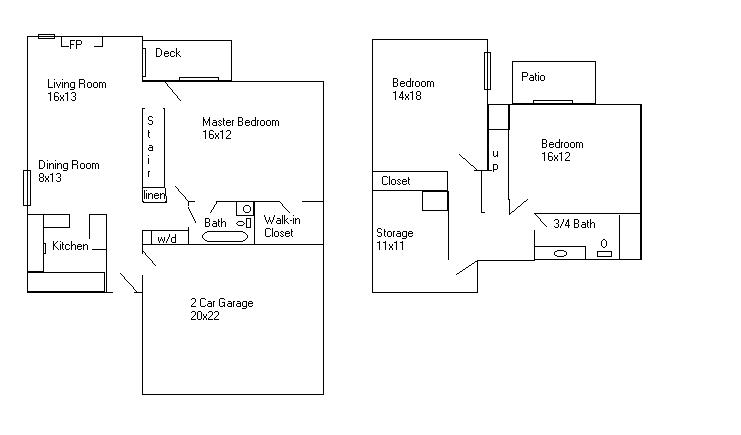 FP
Deck
Living Room
16x13
Stair
Master Bedroom
16x12
Dining Room
8x13
linen
Bath
Walk-in
Closet
w/d
Kitchen
2 Car Garage
20x22
Bedroom
14x18
Patio
Bedroom
16x12
up
Closet
3/4 Bath
Storage
11x11